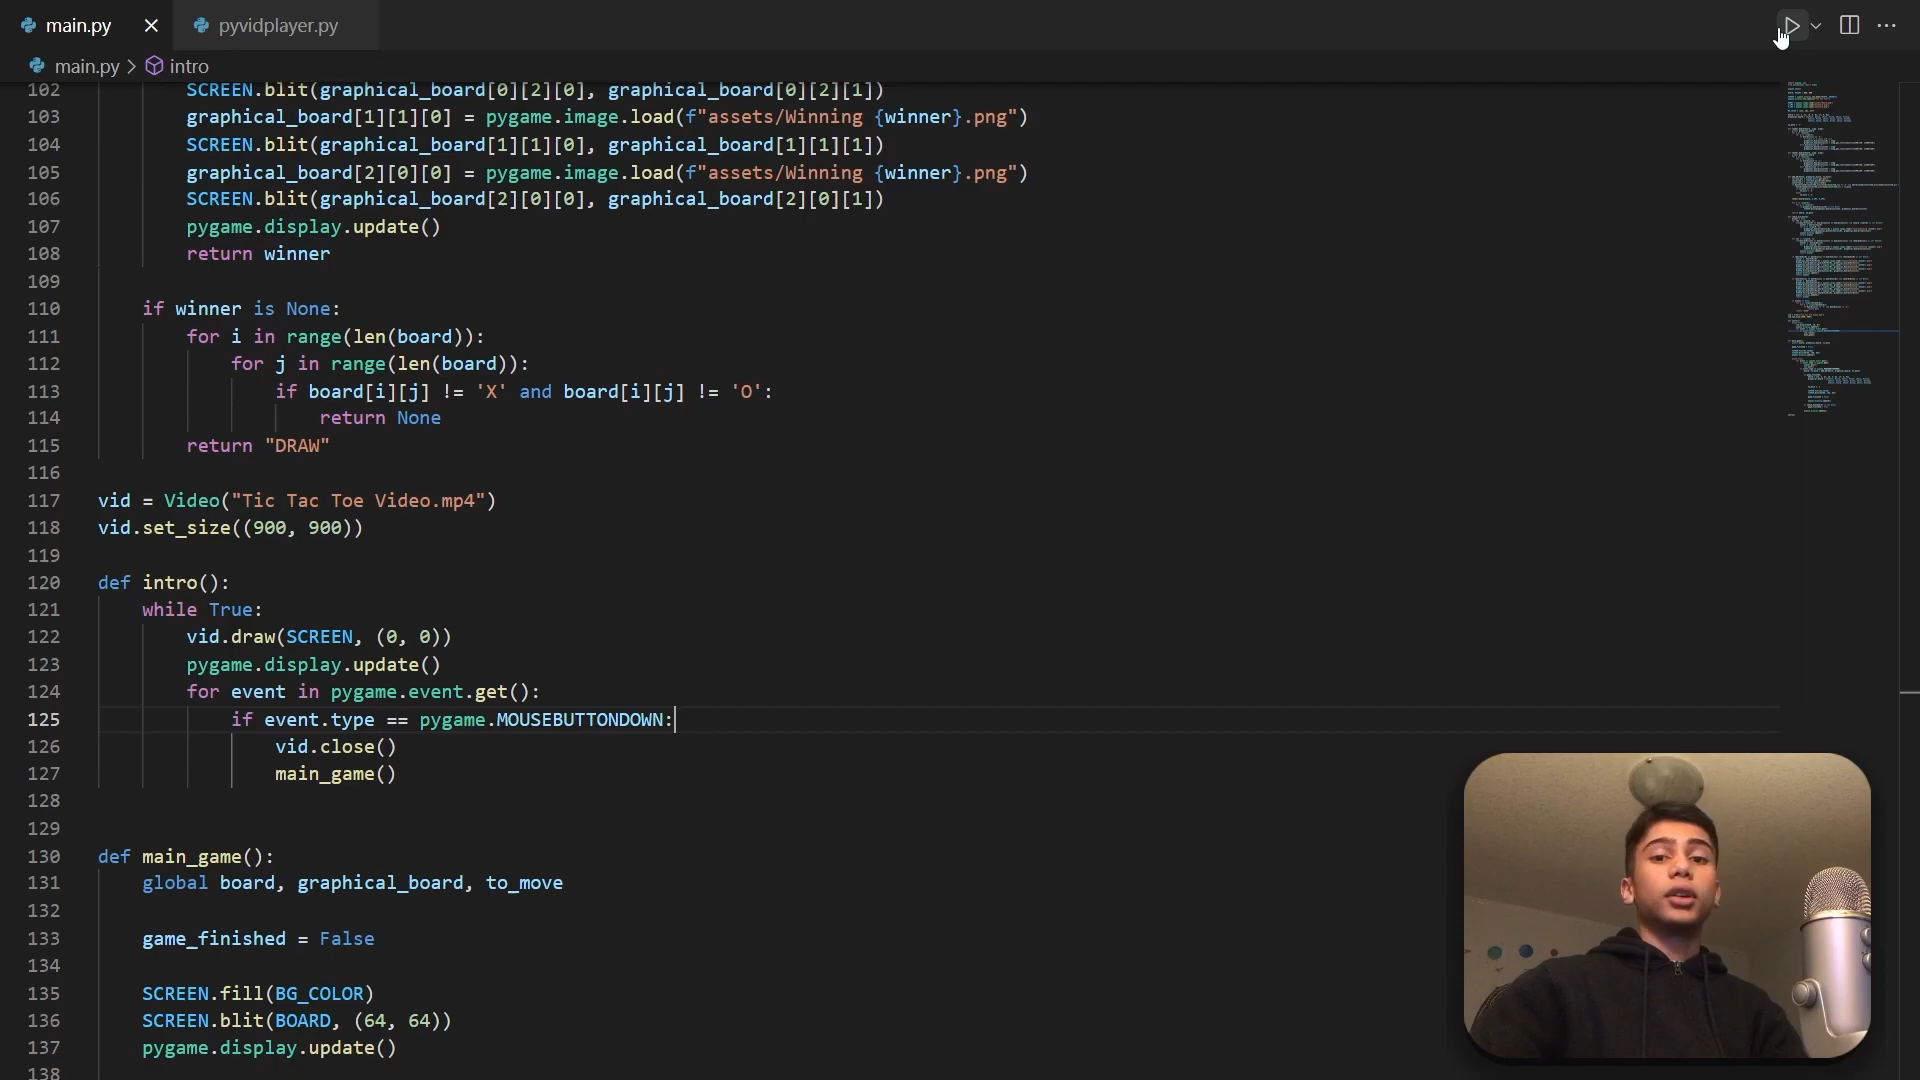 main.py
pyvidplayer.py
main.py > intro
102 SCREEN.blit(graphical_board[0][2][0], graphical_board[0][2][1])
103 graphical_board[1][1][0] = pygame.image.load(f"assets/Winning {winner}.png")
104 SCREEN.blit(graphical_board[1][1][0], graphical_board[1][1][1])
105 graphical_board[2][0][0] = pygame.image.load(f"assets/Winning {winner}.png")
106 SCREEN.blit(graphical_board[2][0][0], graphical_board[2][0][1])
107 pygame.display.update()
108 return winner
109
110 if winner is None:
111 for i in range(len(board)):
112 for j in range(len(board)):
113 if board[i][j] != 'X' and board[i][j] != 'O':
114 return None
115 return "DRAW"
116
117 vid = Video("Tic Tac Toe Video.mp4")
118 vid.set_size((900, 900))
119
120 def intro():
121 while True:
122 vid.draw(SCREEN, (0, 0))
123 pygame.display.update()
124 for event in pygame.event.get():
125 if event.type == pygame.MOUSEBUTTONDOWN:
126 vid.close()
127 main_game()
128
129
130 def main_game():
131 global board, graphical_board, to_move
132
133 game_finished = False
134
135 SCREEN.fill(BG_COLOR)
136 SCREEN.blit(BOARD, (64, 64))
137 pygame.display.update()
138